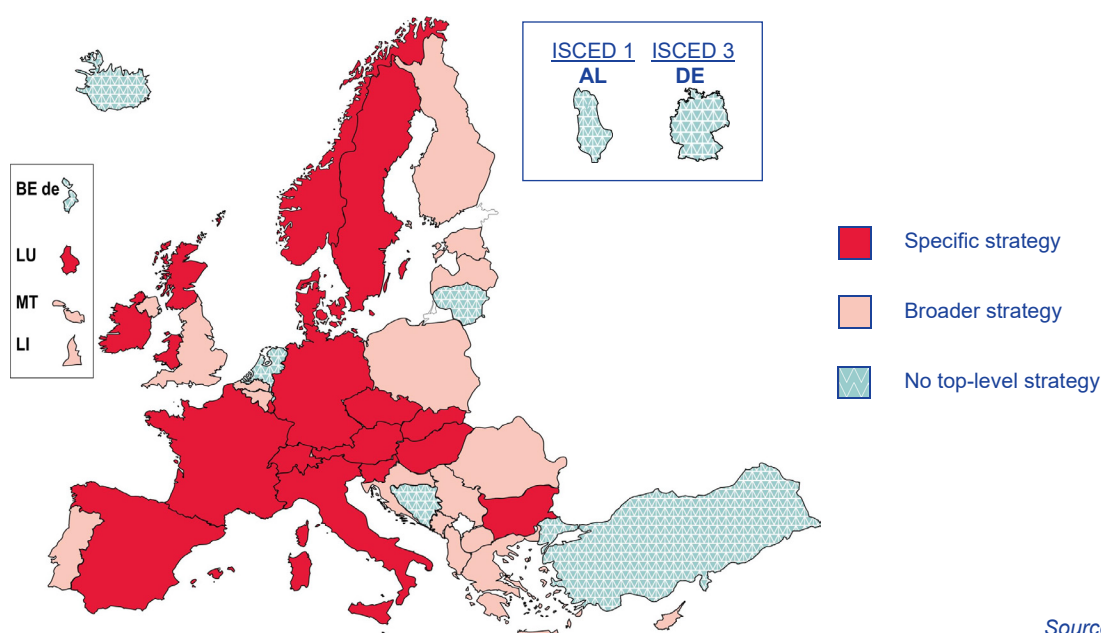 ISCED 1 ISCED 3
AL DE
BE de
LU
MT
LI
Specific strategy
Broader strategy
No top-level strategy